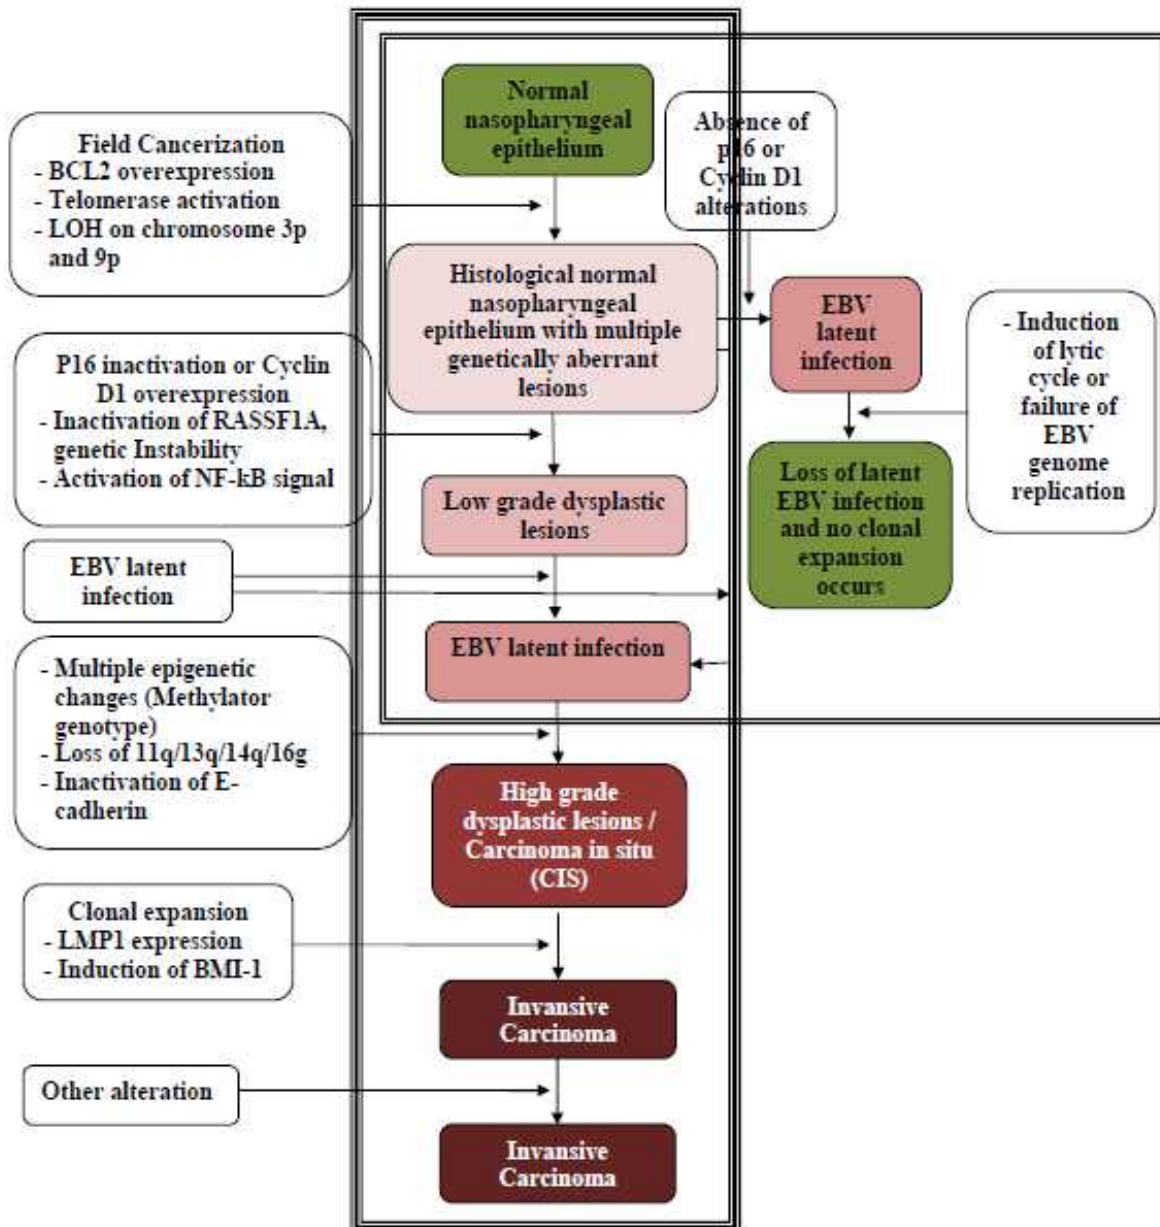 Normal
nasopharyngeal
epithelium
Absence of
p16 or
Cyclin D1
alterations
Field Cancerization
- BCL2 overexpression
- Telomerase activation
- LOH on chromosome 3p
and 9p
Histological normal
nasopharyngeal
epithelium with multiple
genetically aberrant
lesions
EBV
latent
infection
- Induction
of lytic
cycle or
failure of
EBV
genome
replication
P16 inactivation or Cyclin
D1 overexpression
- Inactivation of RASSF1A,
genetic Instability
- Activation of NF-kB signal
Low grade dysplastic
lesions
Loss of latent
EBV infection
and no clonal
expansion
occurs
EBV latent
infection
EBV latent infection
- Multiple epigenetic
changes (Methylator
genotype)
- Loss of 11q/13q/14q/16g
- Inactivation of E-
cadherin
High grade
dysplastic lesions /
Carcinoma in situ
(CIS)
Clonal expansion
- LMP1 expression
- Induction of BMI-1
Invansive
Carcinoma
Other alteration
Invansive
Carcinoma